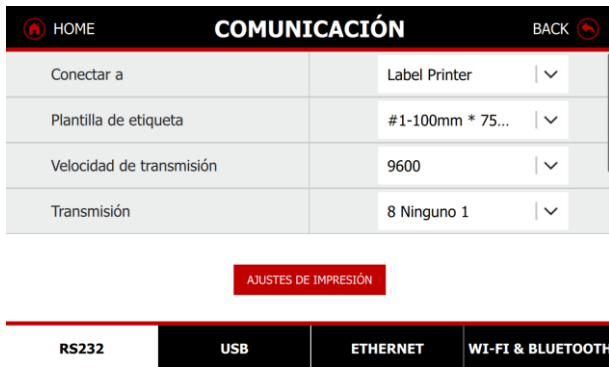 HOME COMUNICACIÓN BACK
Conectar a Label Printer
Plantilla de etiqueta #1-100mm * 75...
Velocidad de transmisión 9600
Transmisión 8 Ninguno 1
AJUSTES DE IMPRESIÓN
RS232 USB ETHERNET WI-FI & BLUETOOTH